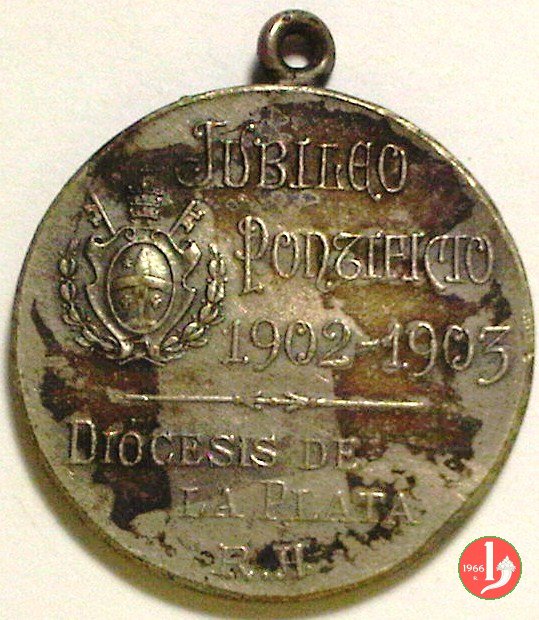 JUBILEO
PONTIFICIO
1902-1903
DIOCESIS DE
LA PLATA
R.A.
1966